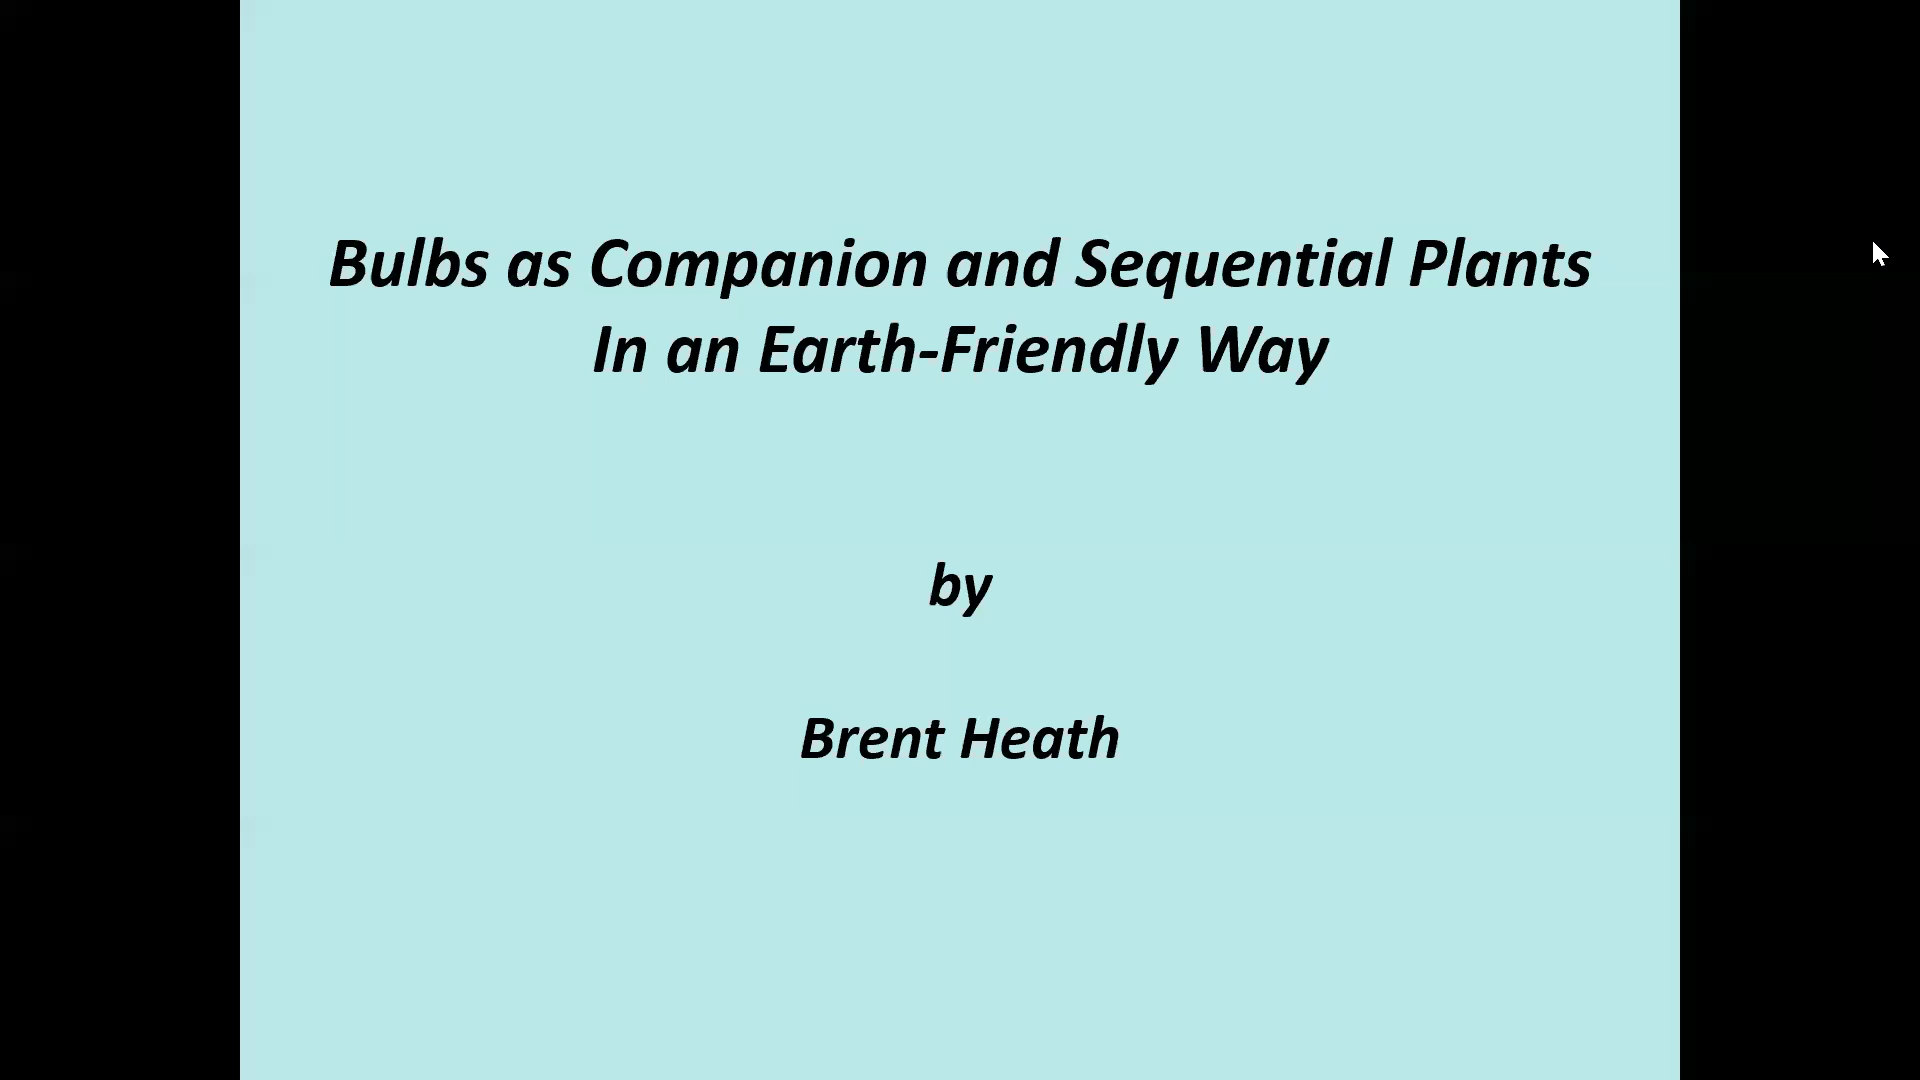 Bulbs as Companion and Sequential Plants
In an Earth-Friendly Way
by
Brent Heath